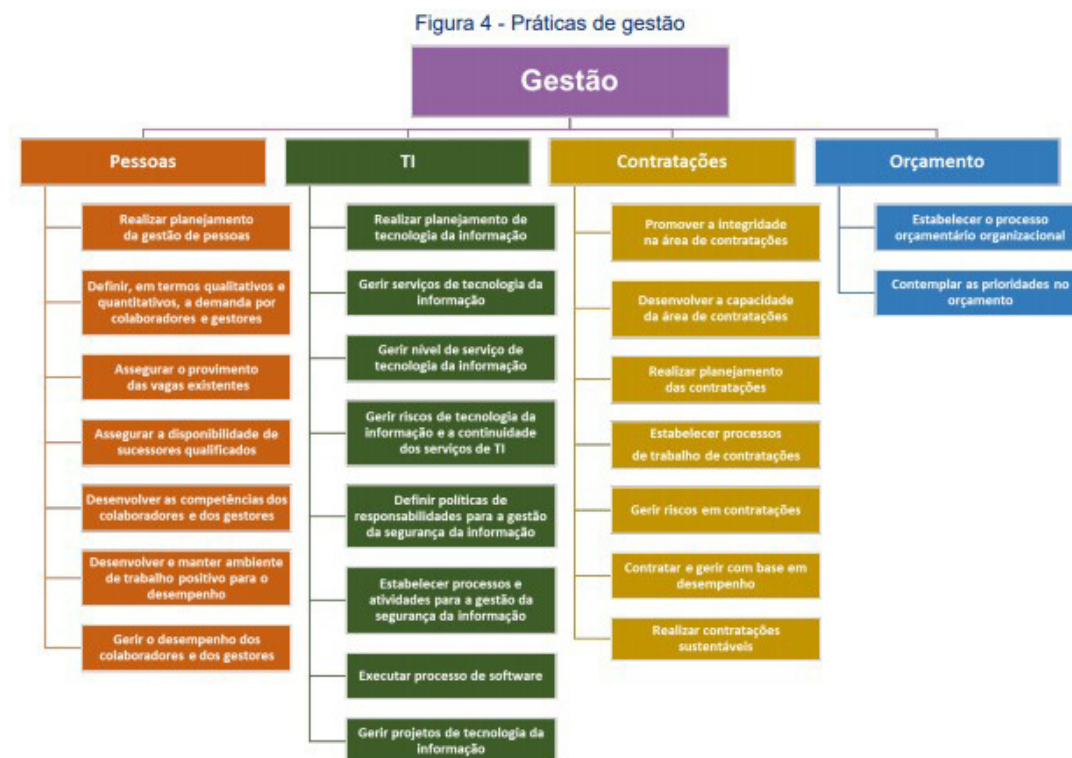 Figura 4 - Práticas de gestão
Gestão
Pessoas
Realizar planejamento
da gestão de pessoas
Definir, em termos qualitativos e
quantitativos, a demanda por
colaboradores e gestores
Assegurar o provimento
das vagas existentes
Assegurar a disponibilidade de
sucessores qualificados
Desenvolver as competências dos
colaboradores e dos gestores
Desenvolver e manter ambiente
de trabalho positivo para o
desempenho
Gerir o desempenho dos
colaboradores e dos gestores
TI
Realizar planejamento de
tecnologia da informação
Gerir serviços de tecnologia da
informação
Gerir nível de serviço de
tecnologia da informação
Gerir riscos de tecnologia da
informação e a continuidade
dos serviços de TI
Definir políticas de
responsabilidades para a gestão
da segurança da informação
Estabelecer processos e
atividades para a gestão da
segurança da informação
Executar processo de software
Gerir projetos de tecnologia da
informação
Contratações
Promover a integridade
na área de contratações
Desenvolver a capacidade
da área de contratações
Realizar planejamento
das contratações
Estabelecer processos
de trabalho de contratações
Gerir riscos em contratações
Contratar e gerir com base em
desempenho
Realizar contratações
sustentáveis
Orçamento
Estabelecer o processo
orçamentário organizacional
Contemplar as prioridades no
orçamento